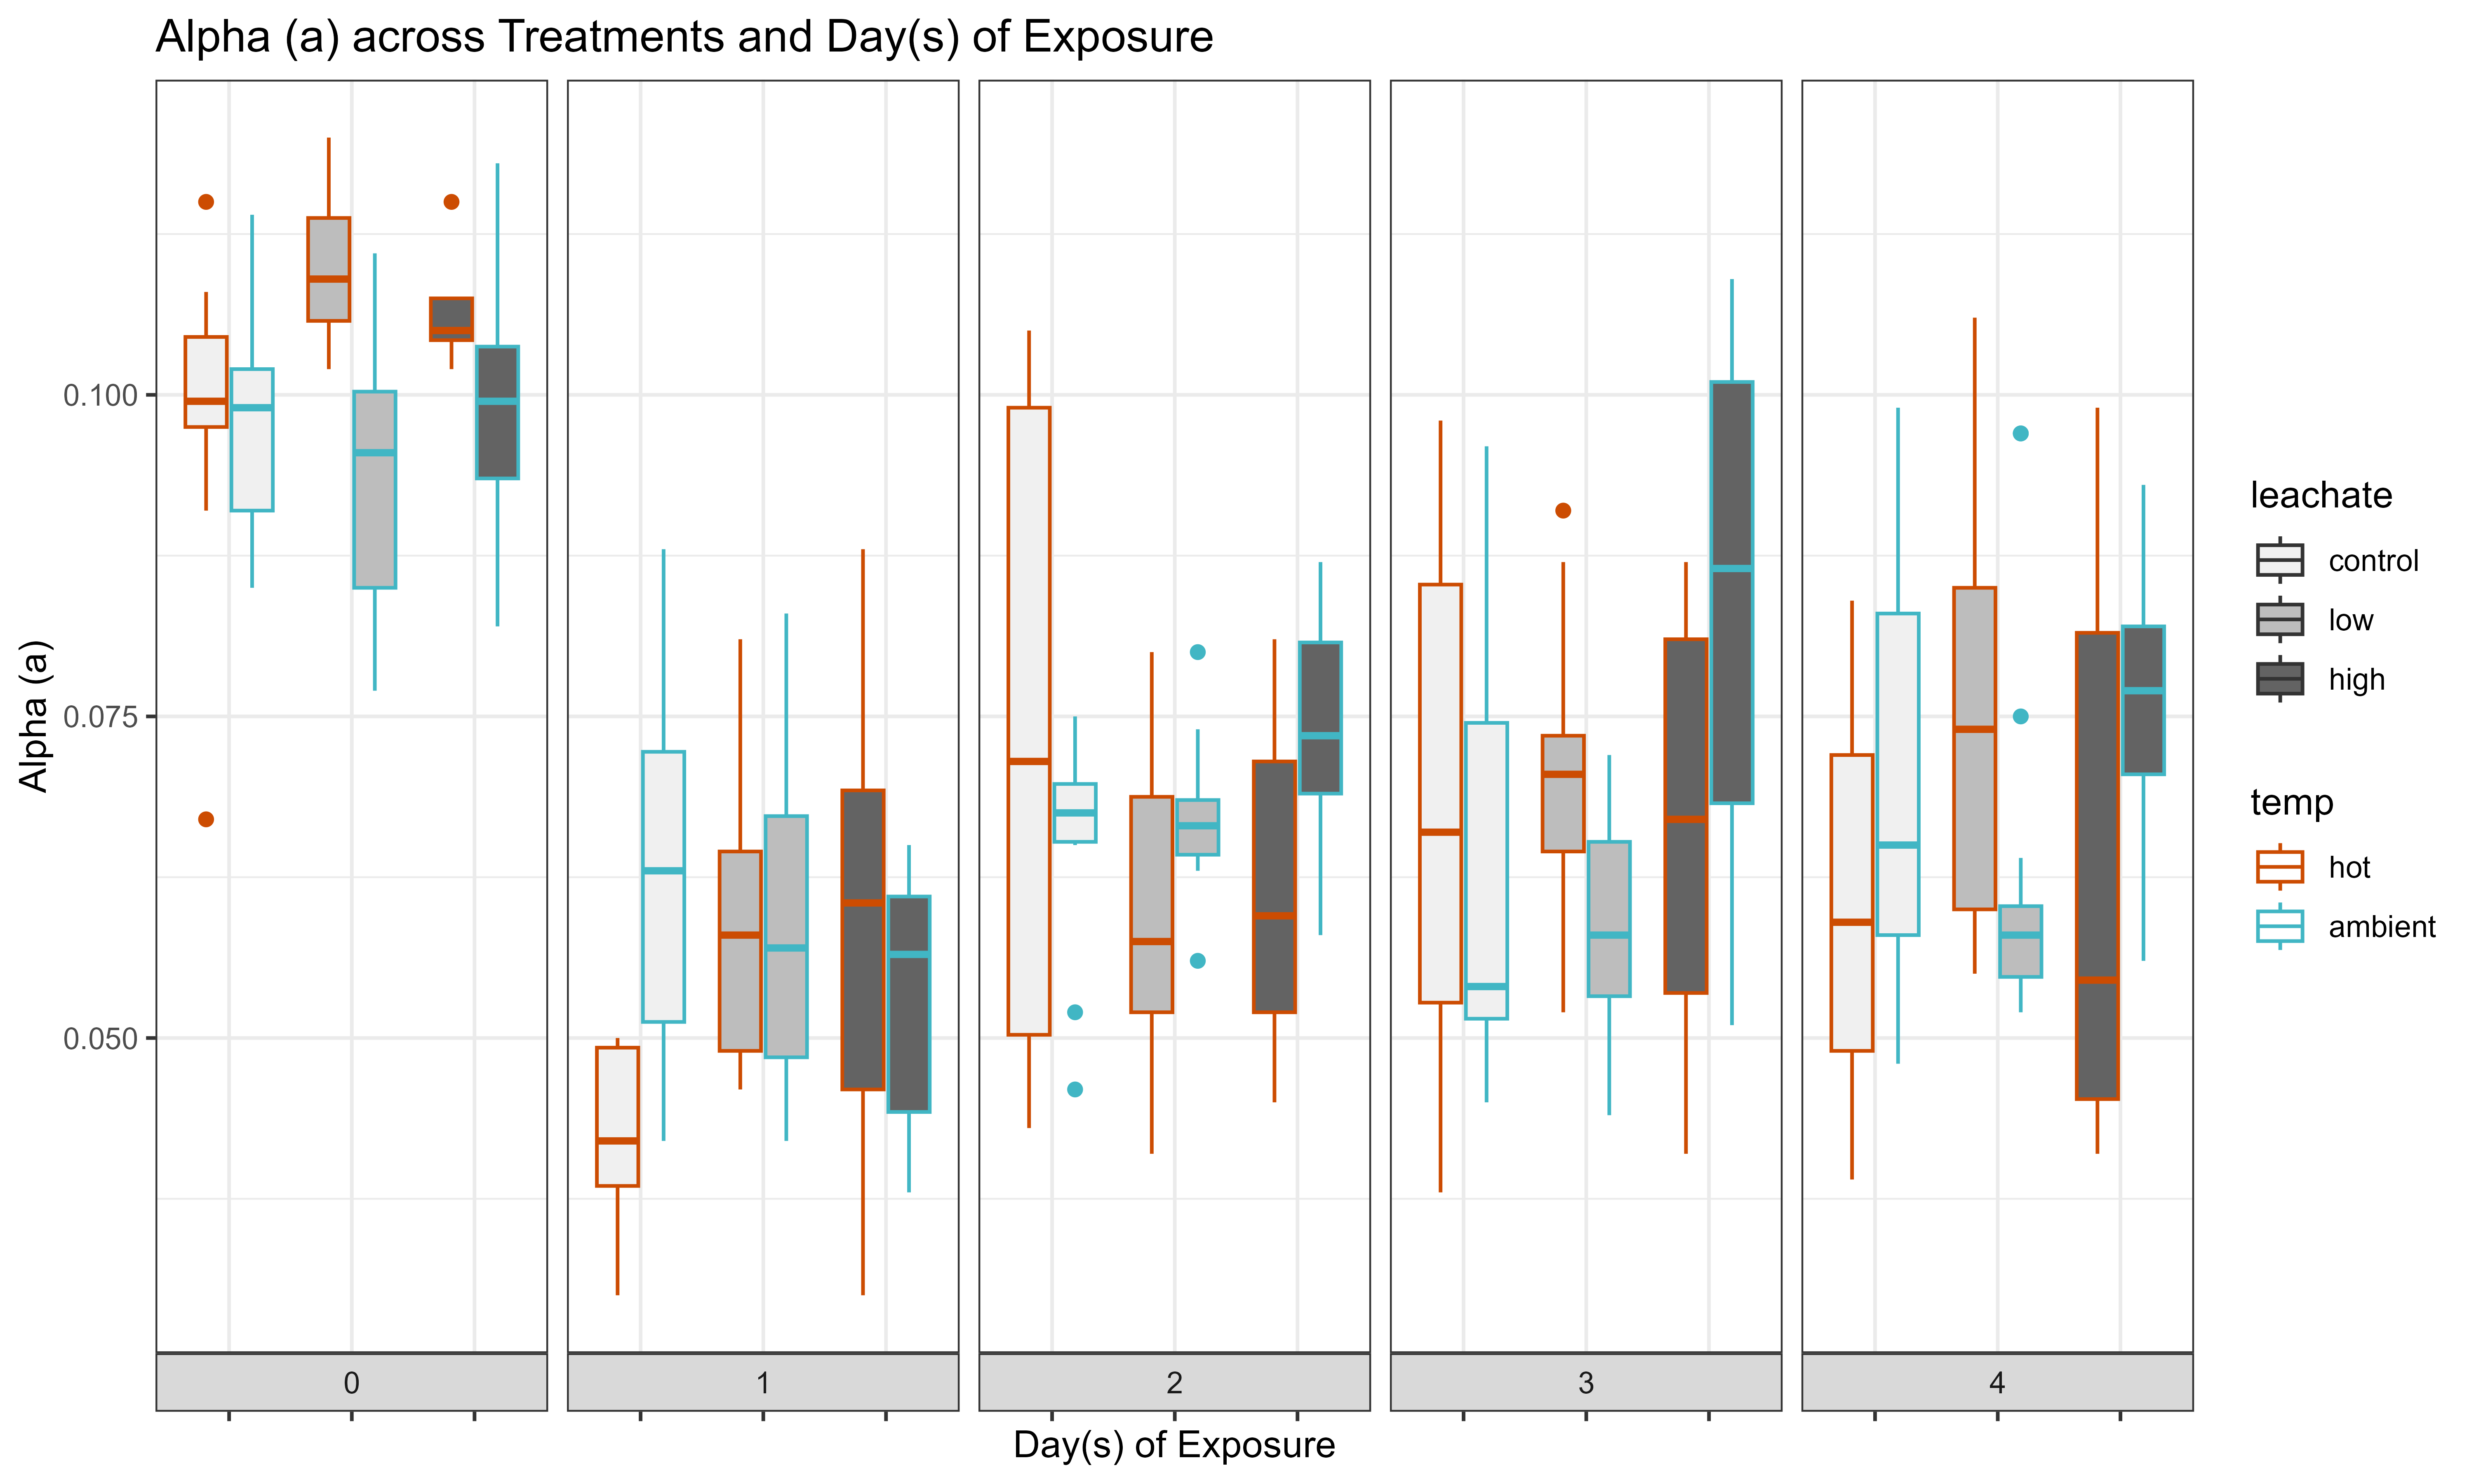 Alpha (a) across Treatments and Day(s) of Exposure
Alpha (a)
0.100
0.075
0.050
0
1
2
3
4
Day(s) of Exposure
leachate
control
low
high
temp
hot
ambient